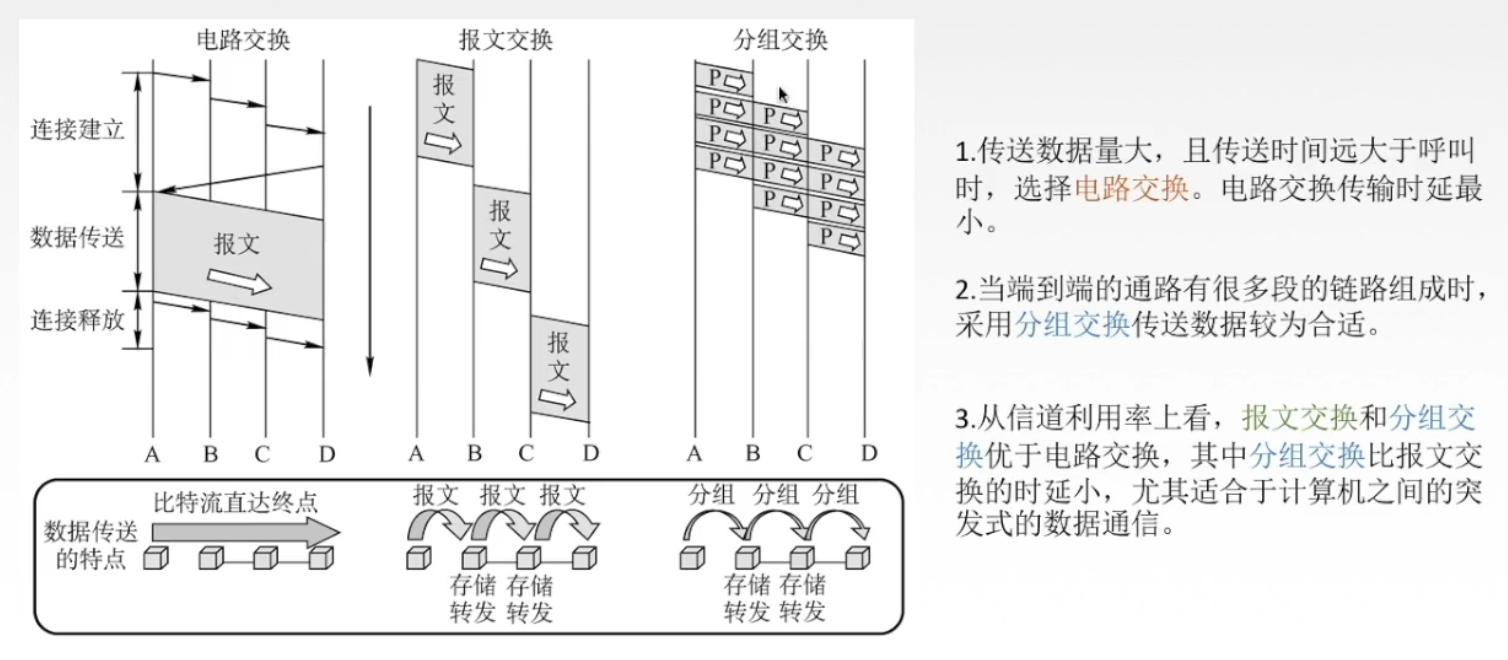 电路交换
报文交换
分组交换
连接建立
数据传送
连接释放
报文
报
文
报
文
报
文
P
P
P
P
P
P
P
P
P
P
P
P
A B C D
A B C D
A B C D
数据传送
的特点
比特流直达终点
报文 报文 报文
存储 存储
转发 转发
分组 分组 分组
存储 存储
转发 转发
1.传送数据量大，且传送时间远大于呼叫
时，选择电路交换。电路交换传输时延最
小。
2.当端到端的通路有很多段的链路组成时，
采用分组交换传送数据较为合适。
3.从信道利用率上看，报文交换和分组交
换优于电路交换，其中分组交换比报文交
换的时延小，尤其适合于计算机之间的突
发式的数据通信。